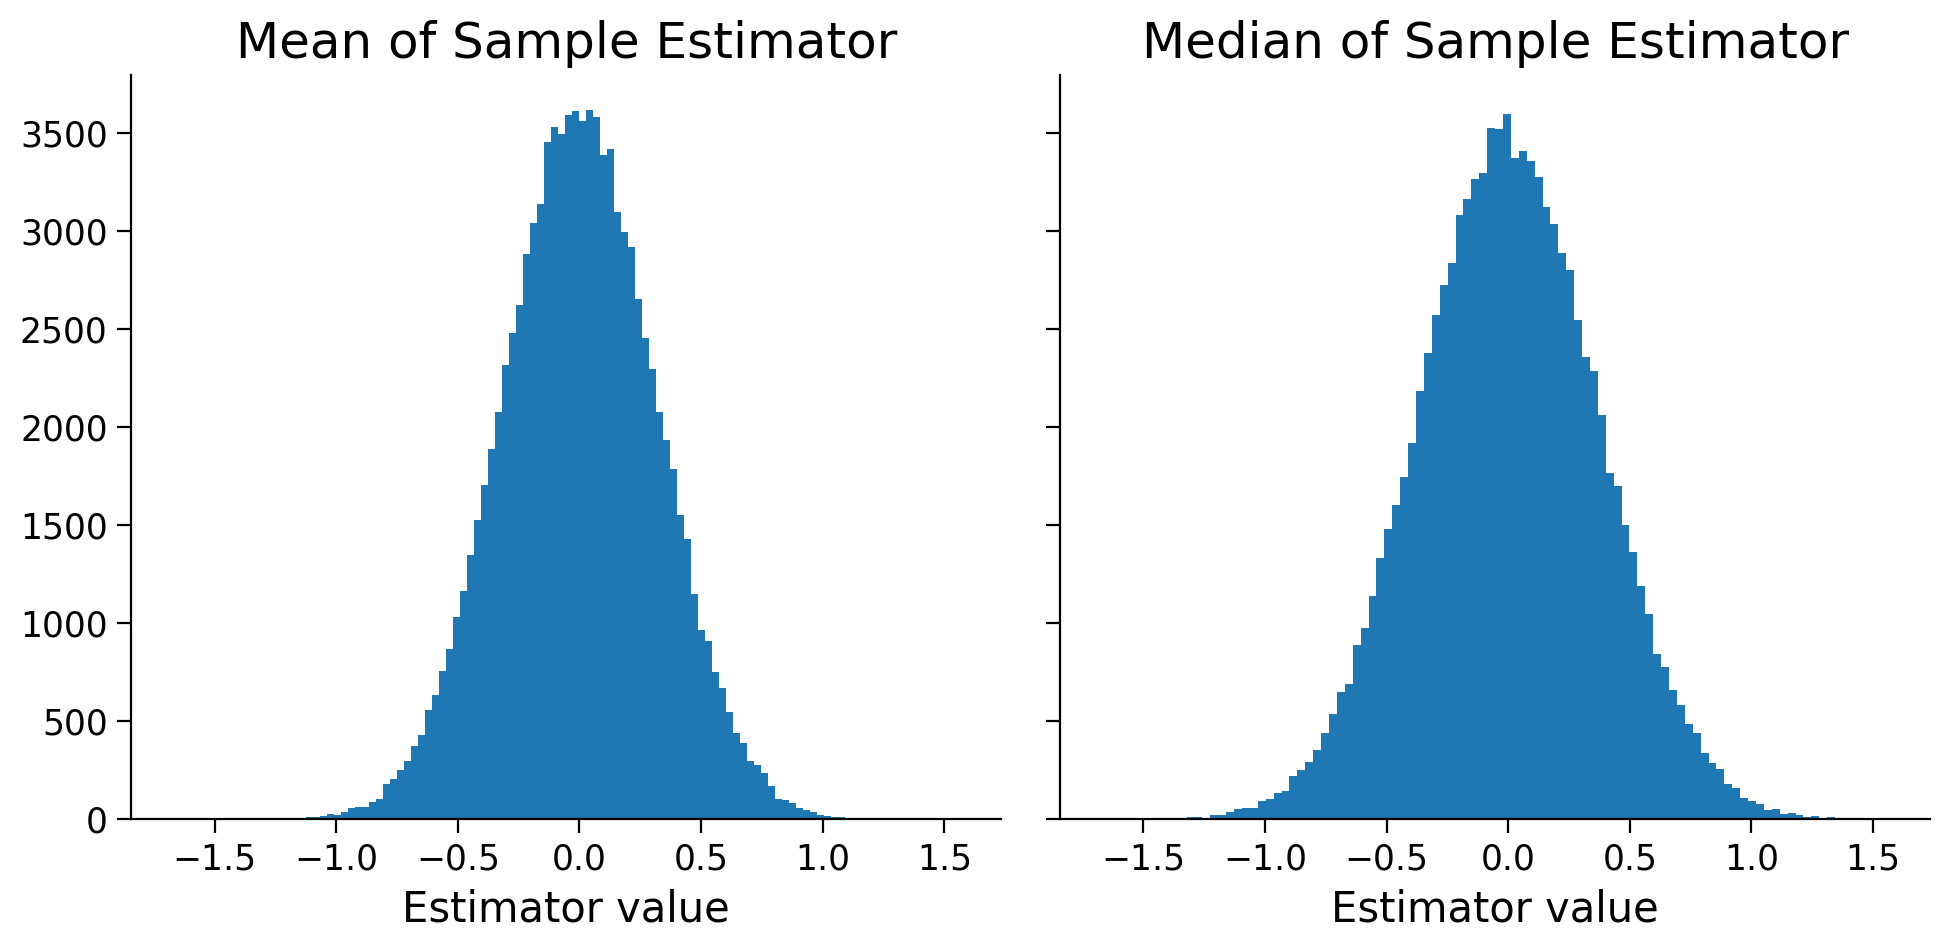 Mean of Sample Estimator
Median of Sample Estimator
3500
3000
2500
2000
1500
1000
500
0
−1.5 −1.0 −0.5 0.0 0.5 1.0 1.5
−1.5 −1.0 −0.5 0.0 0.5 1.0 1.5
Estimator value
Estimator value